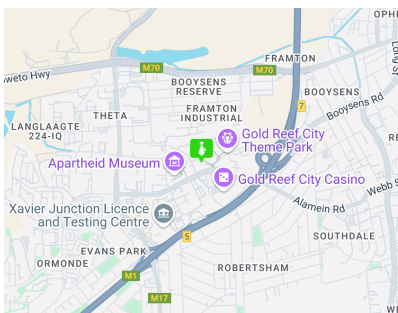 OPHI
FRAMTON
M70
M70
oweto Hwy
Long St
BOOYSENS
RESERVE
BOOYSENS
7
Booysens Rd
FRAMTON
INDUSTRIAL
THETA
LANGLAAGTE
224-IQ
Gold Reef City
Theme Park
RE
Apartheid Museum
Gold Reef City Casino
Webb S
Alamein Rd
Xavier Junction Licence
and Testing Centre
5
SOUTHDALE
EVANS PARK
ORMONDE
ROBERTSHAM
M1
M17